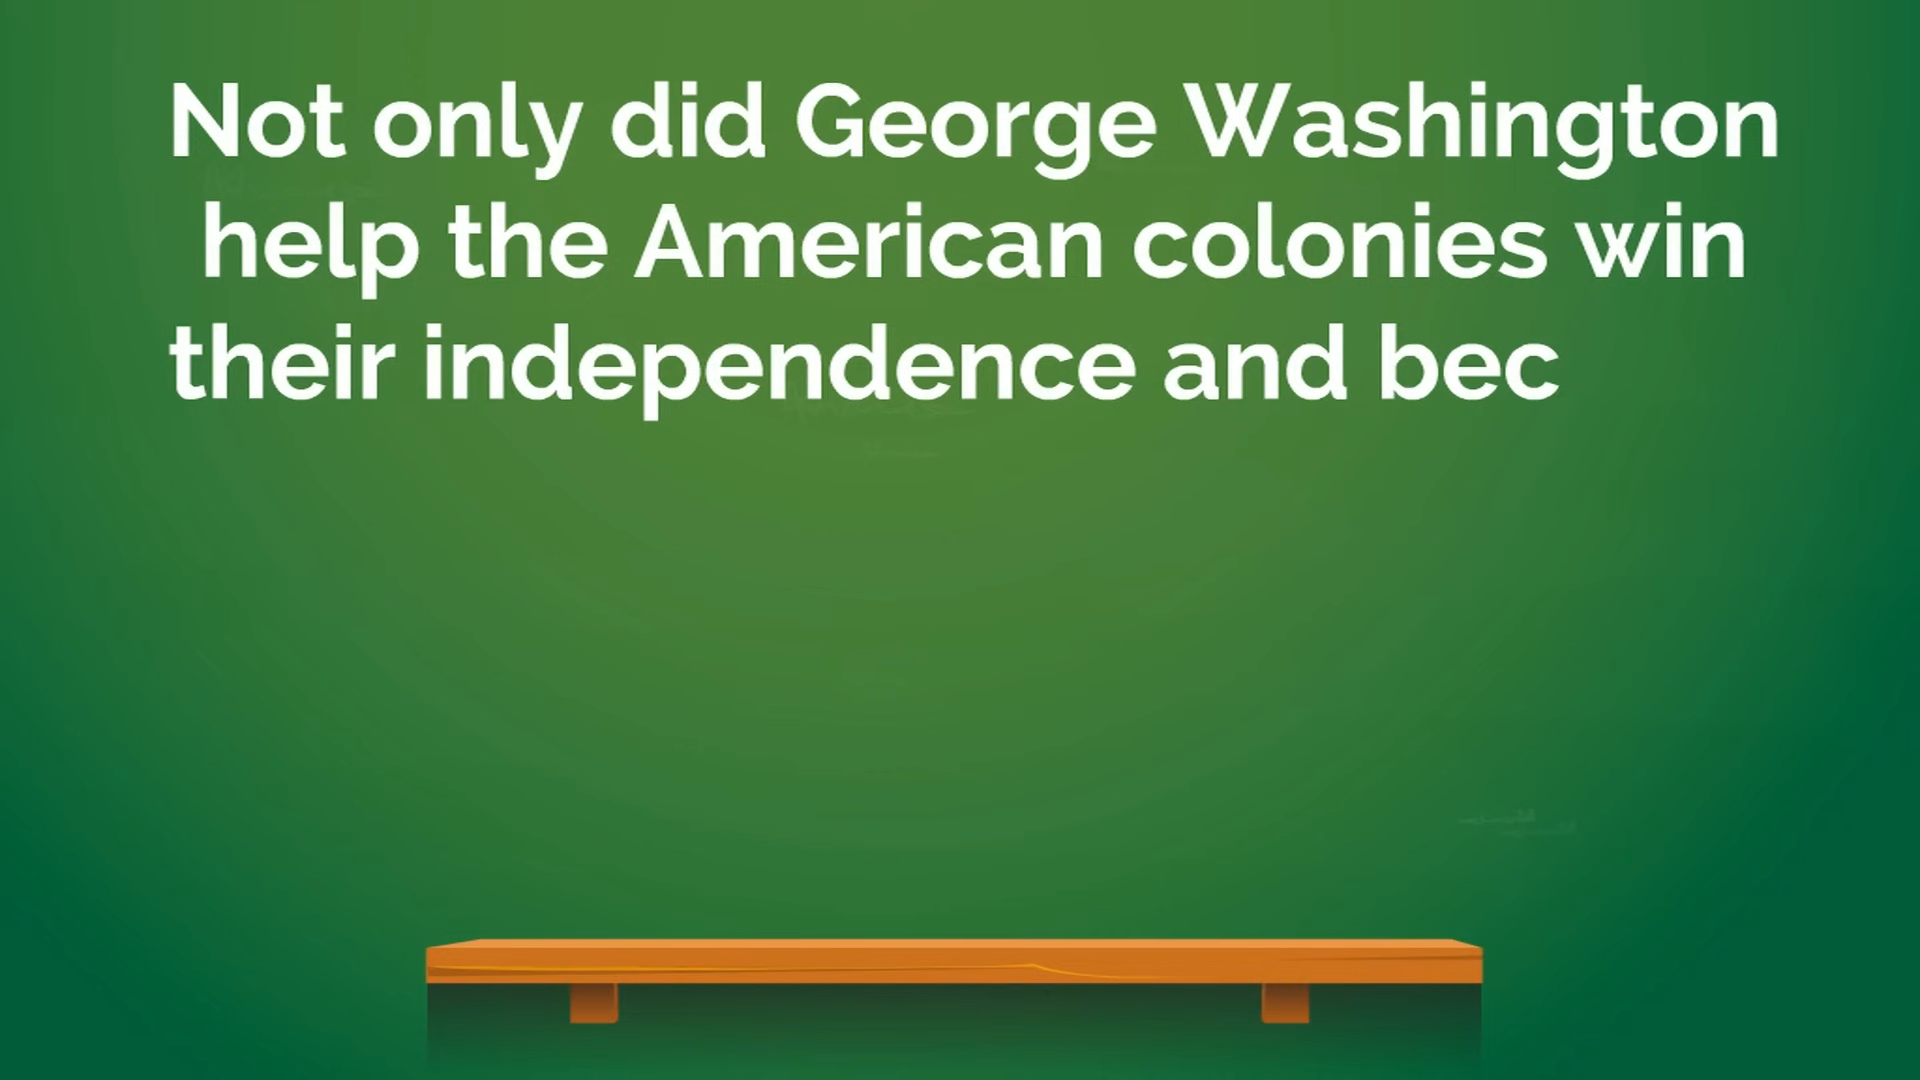 Not only did George Washington
help the American colonies win
their independence and bec